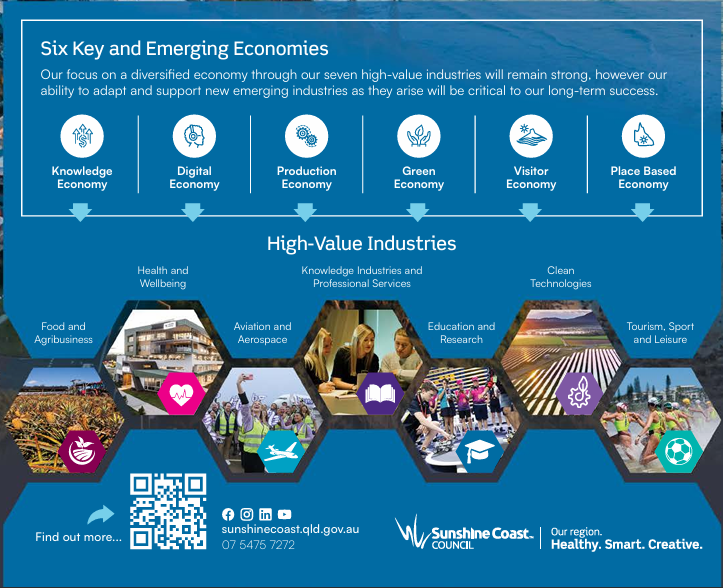 Six Key and Emerging Economies
Our focus on a diversified economy through our seven high-value industries will remain strong, however our
ability to adapt and support new emerging industries as they arise will be critical to our long-term success.
Knowledge
Economy
Digital
Economy
Production
Economy
Green
Economy
Visitor
Economy
Place Based
Economy
High-Value Industries
Food and
Agribusiness
Health and
Wellbeing
Aviation and
Aerospace
Knowledge Industries and
Professional Services
Education and
Research
Clean
Technologies
Tourism, Sport
and Leisure
Find out more...
sunshinecoast.qld.gov.au
07 5475 7272
Sunshine Coast
COUNCIL
Our region.
Healthy. Smart. Creative.